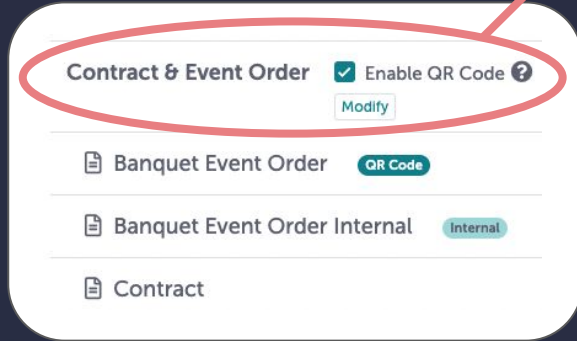 Contract & Event Order Enable QR Code ?
Modify
Banquet Event Order QR Code
Banquet Event Order Internal Internal
Contract